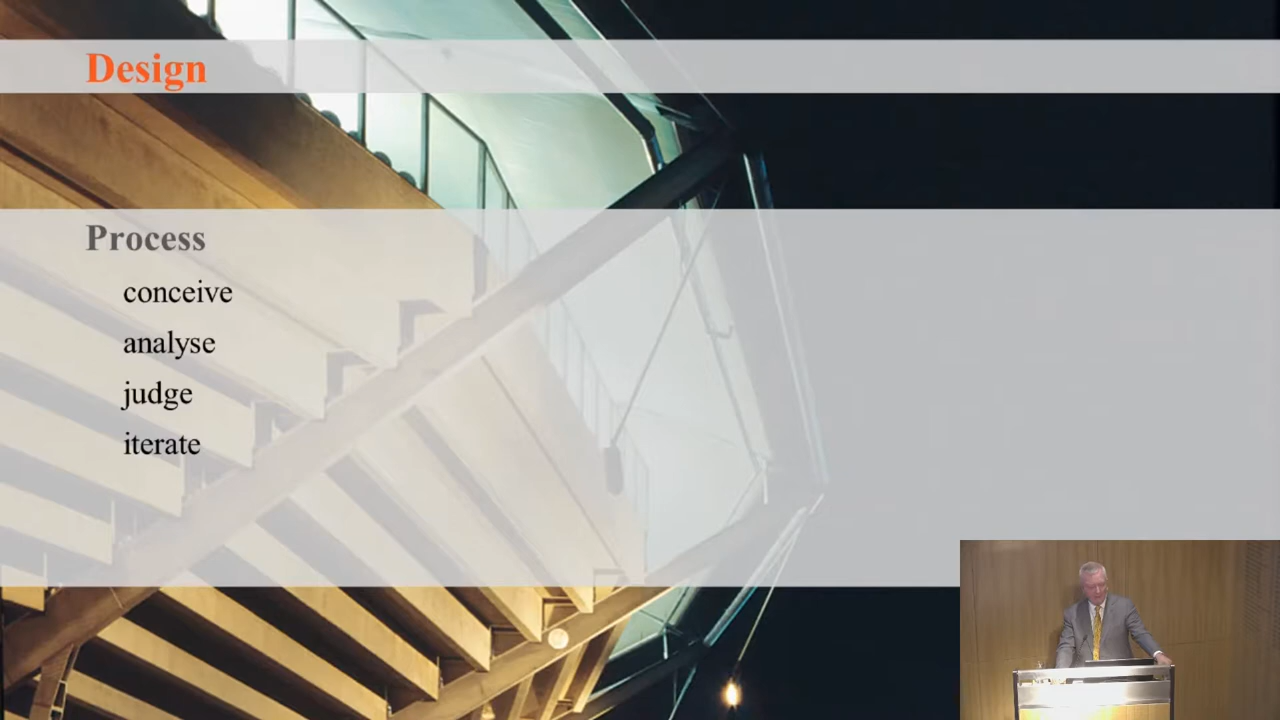 Design
Process
conceive
analyse
judge
iterate